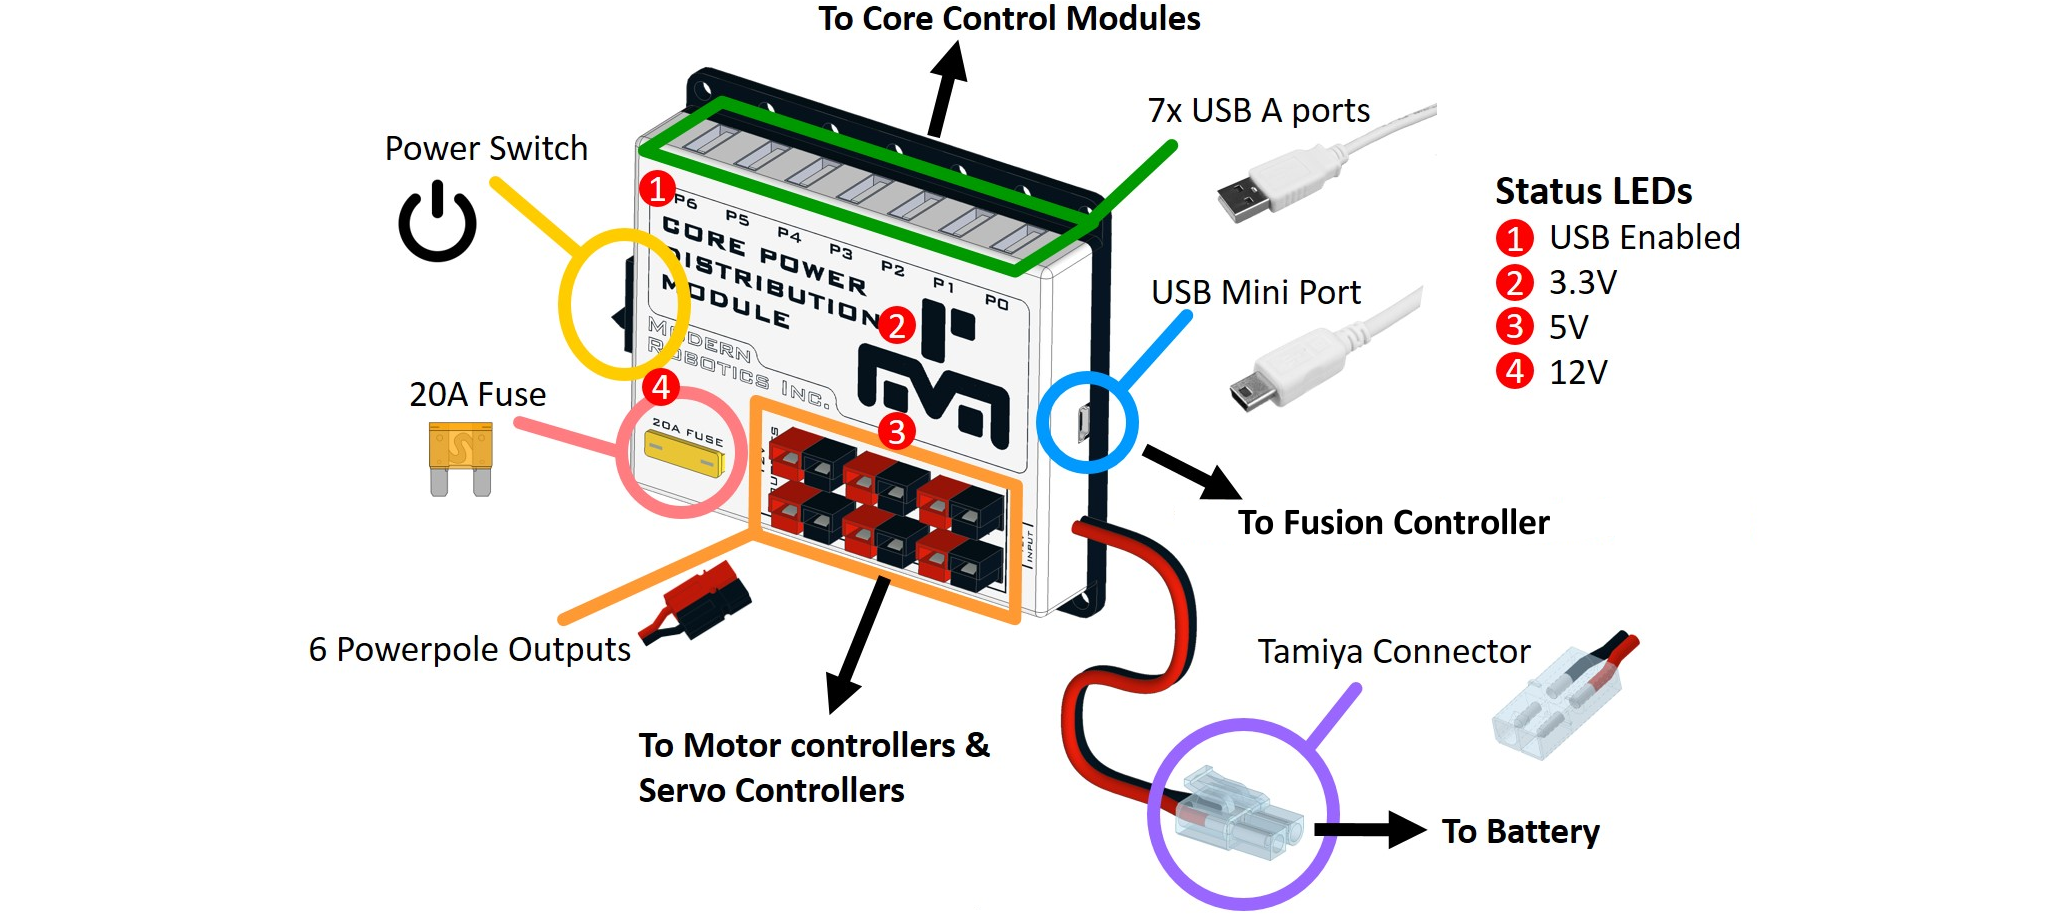 To Core Control Modules
7x USB A ports
Power Switch
Status LEDs
1 USB Enabled
2 3.3V
3 5V
4 12V
1
P6 P5 P4 P3 P2 P1 P0
CORE POWER
DISTRIBUTION
MODULE
2
MODERN
ROBOTICS INC.
USB Mini Port
4
20A Fuse
20A FUSE
3
INPUT
To Fusion Controller
6 Powerpole Outputs
Tamiya Connector
To Motor controllers &
Servo Controllers
To Battery